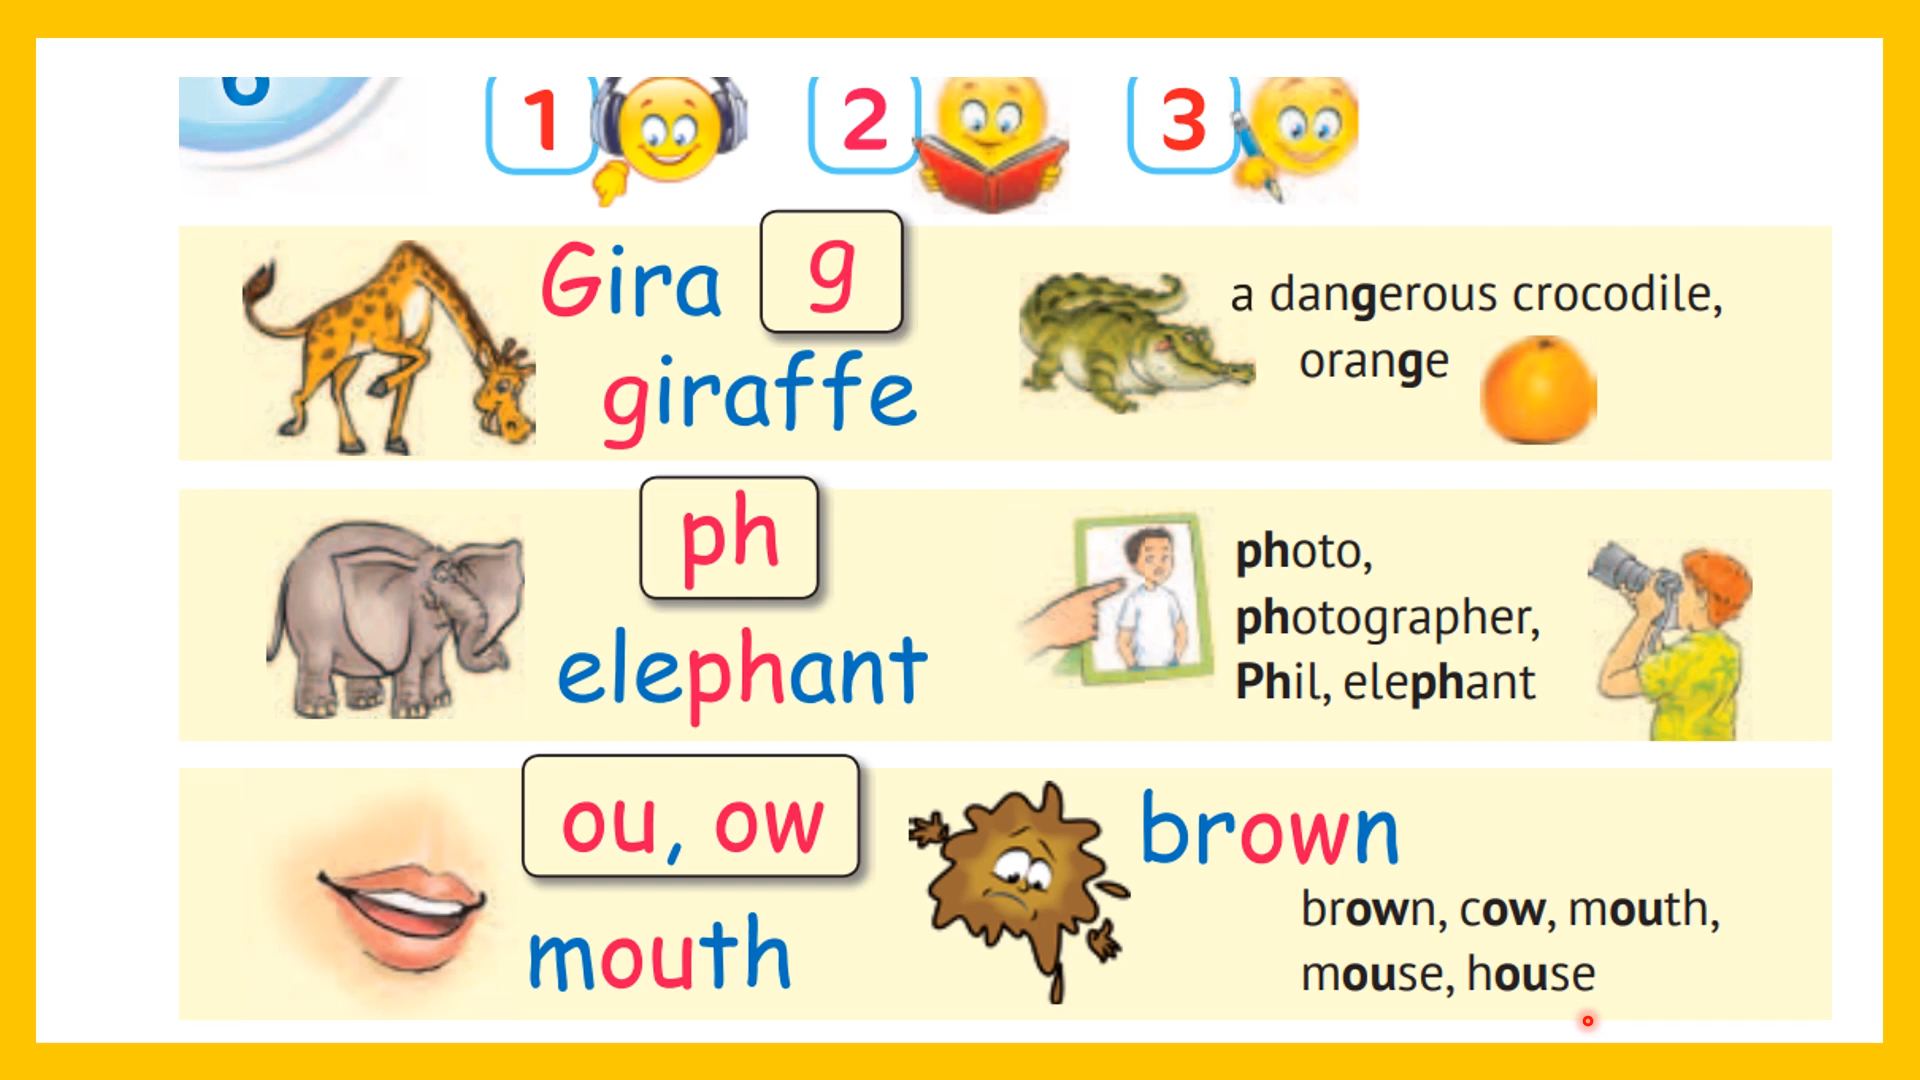 1 2 3
Gira g
giraffe
a dangerous crocodile,
orange
ph
elephant
photo,
photographer,
Phil, elephant
ou, ow
mouth
brown
brown, cow, mouth,
mouse, house